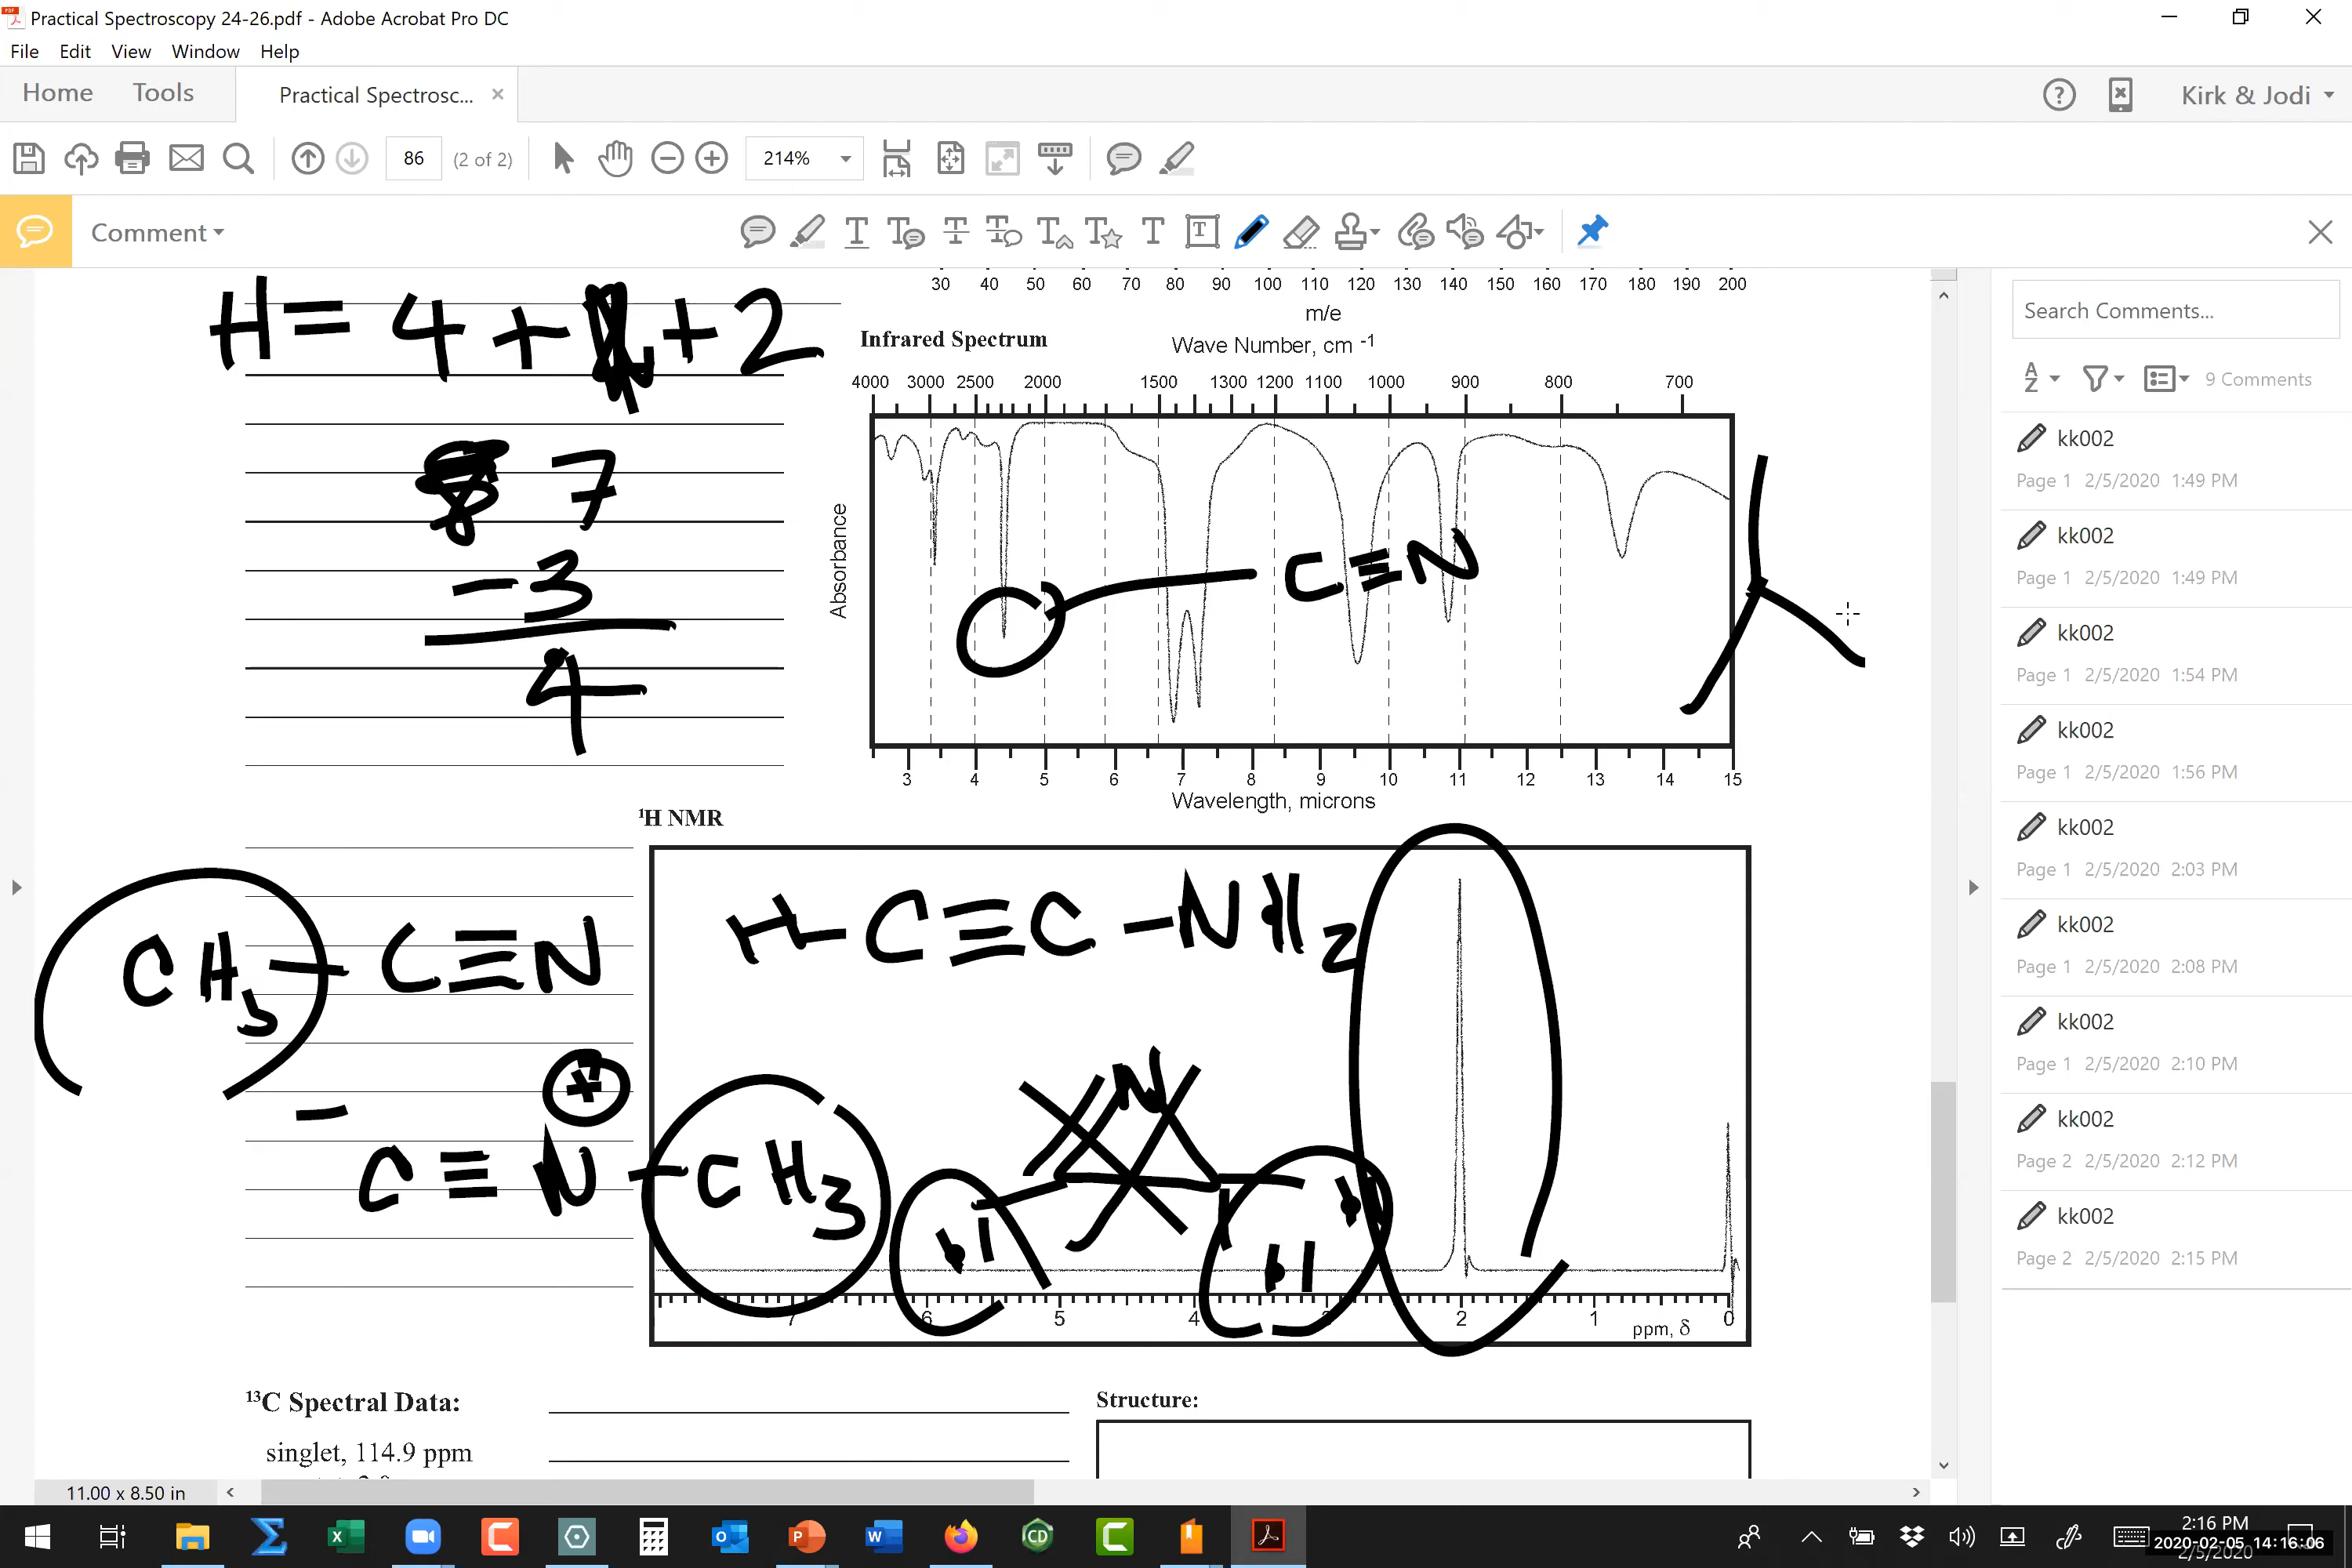 Practical Spectroscopy 24-26.pdf - Adobe Acrobat Pro DC
File Edit View Window Help
Home Tools Practical Spectrosc... × Kirk & Jodi
86 (2 of 2) 214%
Comment
H = 4 + + 2
7
-3
4
30 40 50 60 70 80 90 100 110 120 130 140 150 160 170 180 190 200
m/e
Infrared Spectrum
Wave Number, cm -1
4000 3000 2500 2000 1500 1300 1200 1100 1000 900 800 700
Absorbance
C≡N
3 4 5 6 7 8 9 10 11 12 13 14 15
Wavelength, microns
¹H NMR
H-C≡C-NH2
CH3-C≡N
- +
C≡N-CH3
N
H H
7 6 5 4 3 2 1 0
ppm, δ
¹³C Spectral Data:
singlet, 114.9 ppm
Structure:
11.00 x 8.50 in
Search Comments...
9 Comments
kk002
Page 1 2/5/2020 1:49 PM
kk002
Page 1 2/5/2020 1:49 PM
kk002
Page 1 2/5/2020 1:54 PM
kk002
Page 1 2/5/2020 1:56 PM
kk002
Page 1 2/5/2020 2:03 PM
kk002
Page 1 2/5/2020 2:08 PM
kk002
Page 1 2/5/2020 2:10 PM
kk002
Page 2 2/5/2020 2:12 PM
kk002
Page 2 2/5/2020 2:15 PM
2:16 PM
2020-02-05 14:16:06